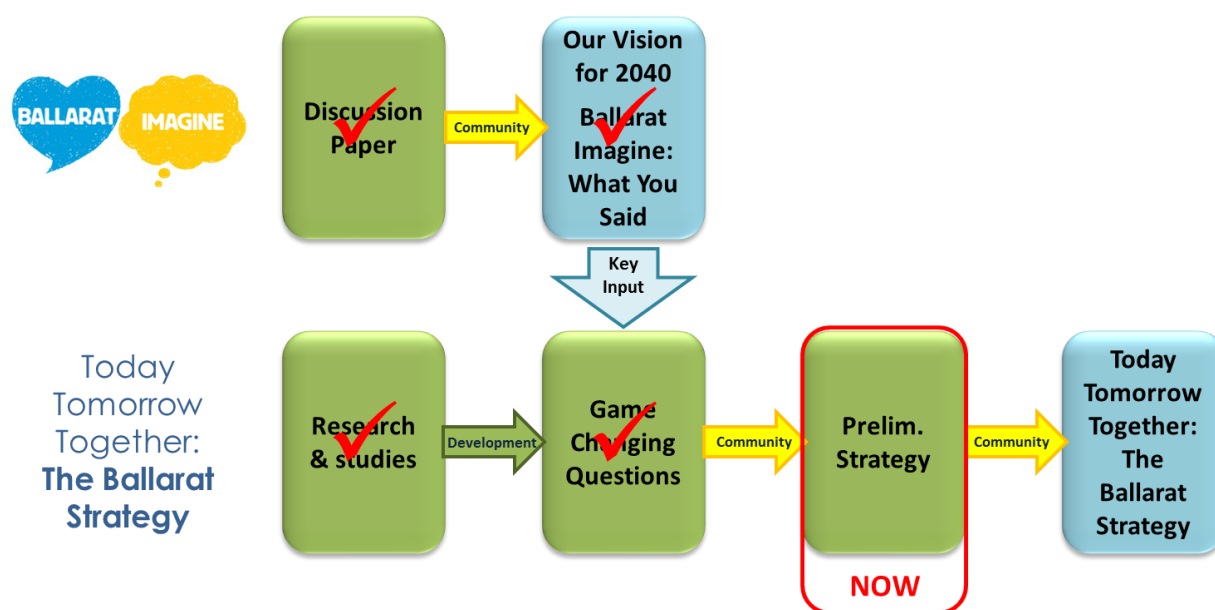 BALLARAT
IMAGINE
Discussion
Paper
Community
Our Vision
for 2040
Ballarat
Imagine:
What You
Said
Key
Input
Today
Tomorrow
Together:
The Ballarat
Strategy
Research
& studies
Development
Game
Changing
Questions
Community
Prelim.
Strategy
NOW
Community
Today
Tomorrow
Together:
The
Ballarat
Strategy